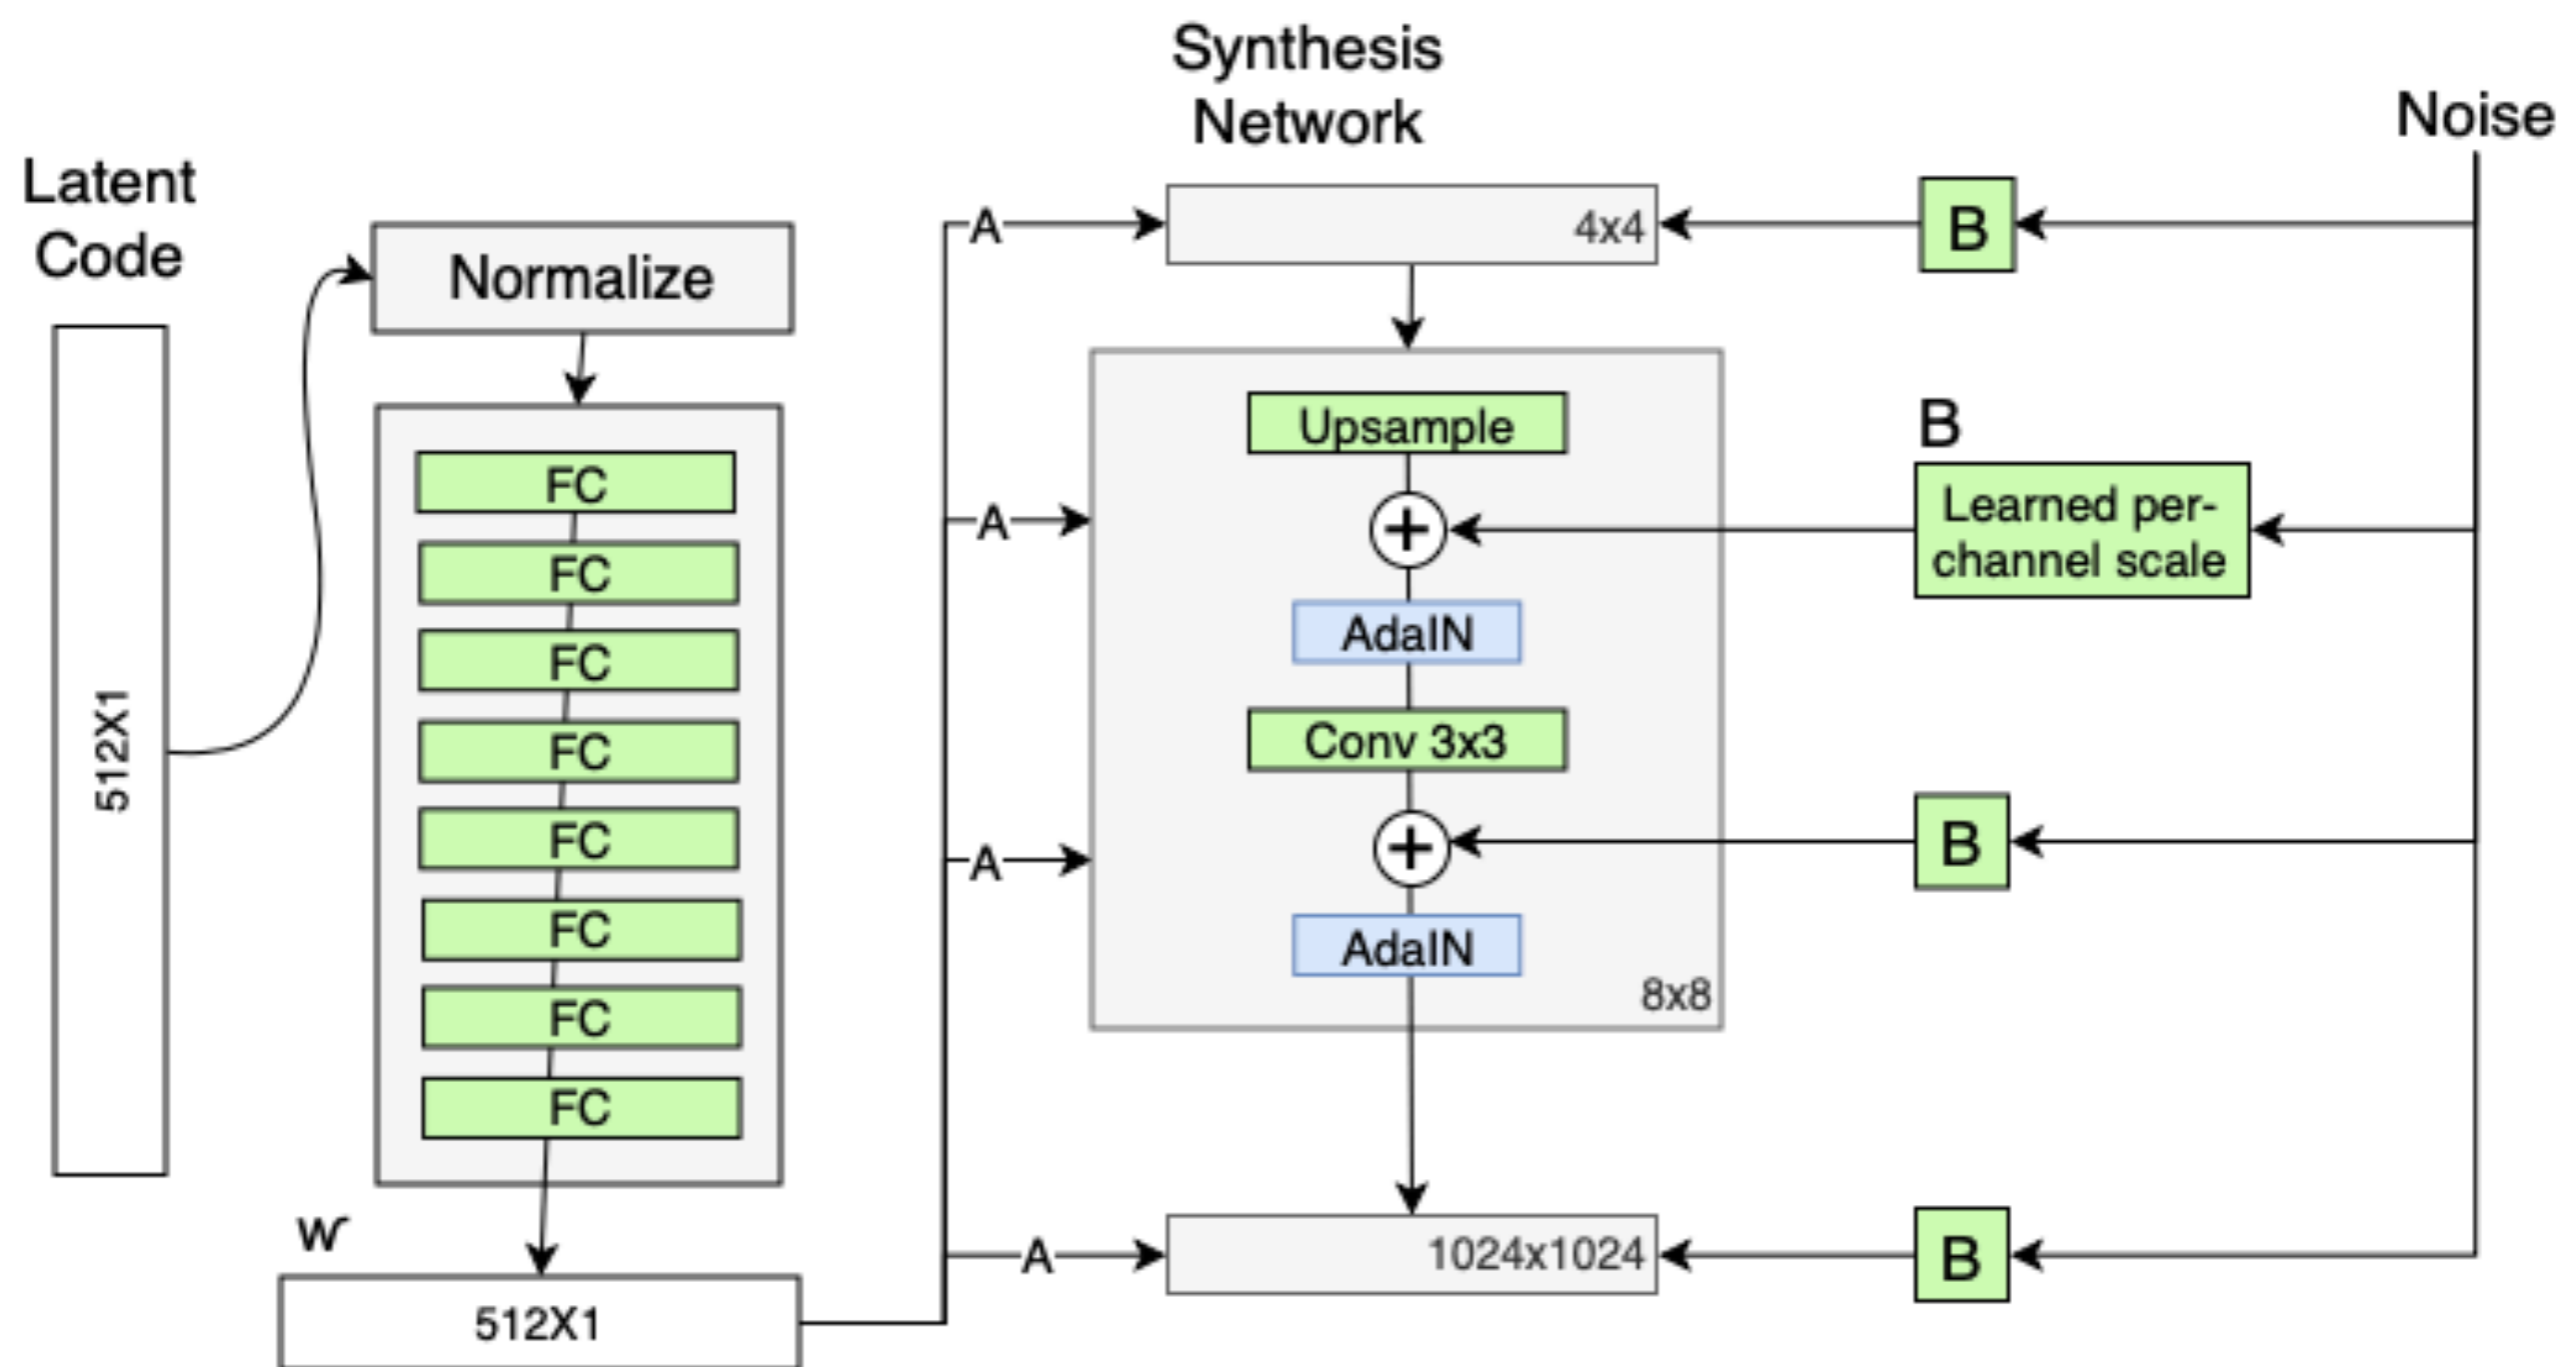 Latent
Code
512X1
Normalize
FC
FC
FC
FC
FC
FC
FC
FC
w
512X1
Synthesis
Network
A
4x4
B
Noise
Upsample
A
B
Learned per-
channel scale
AdaIN
Conv 3x3
A
B
AdaIN
8x8
A
1024x1024
B